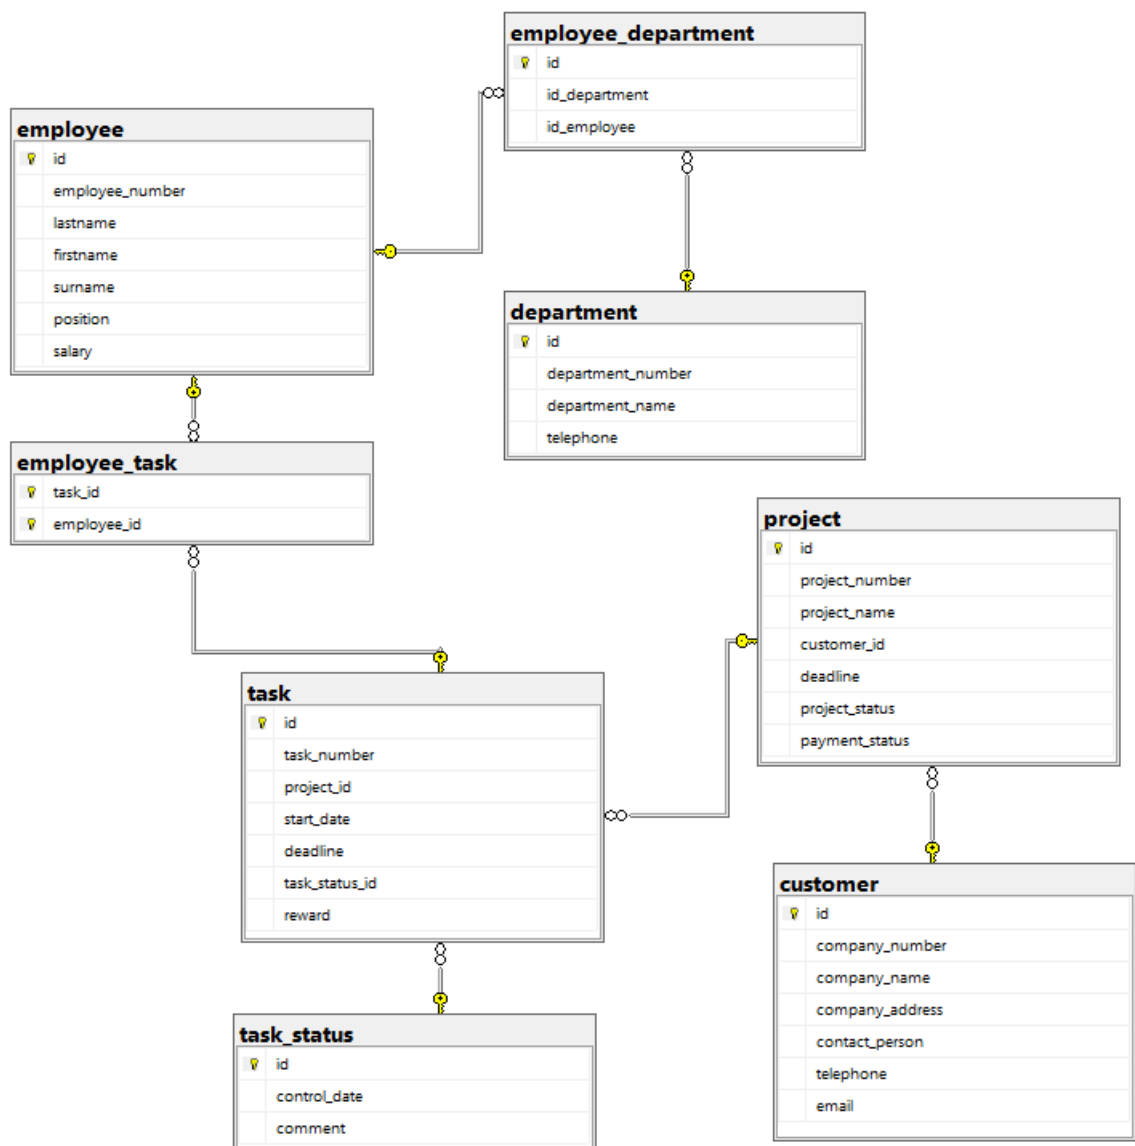 employee_department
id
id_department
id_employee
employee
id
employee_number
lastname
firstname
surname
position
salary
department
id
department_number
department_name
telephone
employee_task
task_id
employee_id
project
id
project_number
project_name
customer_id
deadline
project_status
payment_status
task
id
task_number
project_id
start_date
deadline
task_status_id
reward
customer
id
company_number
company_name
company_address
contact_person
telephone
email
task_status
id
control_date
comment